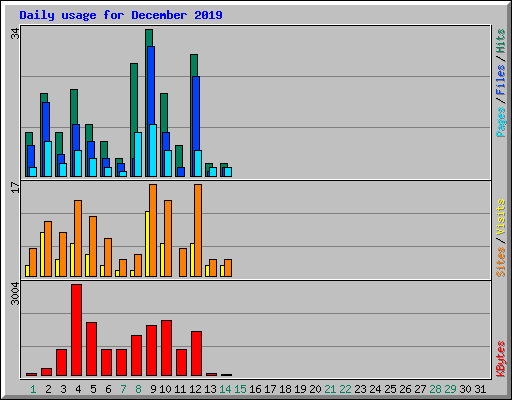 Daily usage for December 2019
34
Pages / Files / Hits
17
Sites / Visits
3004
KBytes
1 2 3 4 5 6 7 8 9 10 11 12 13 14 15 16 17 18 19 20 21 22 23 24 25 26 27 28 29 30 31